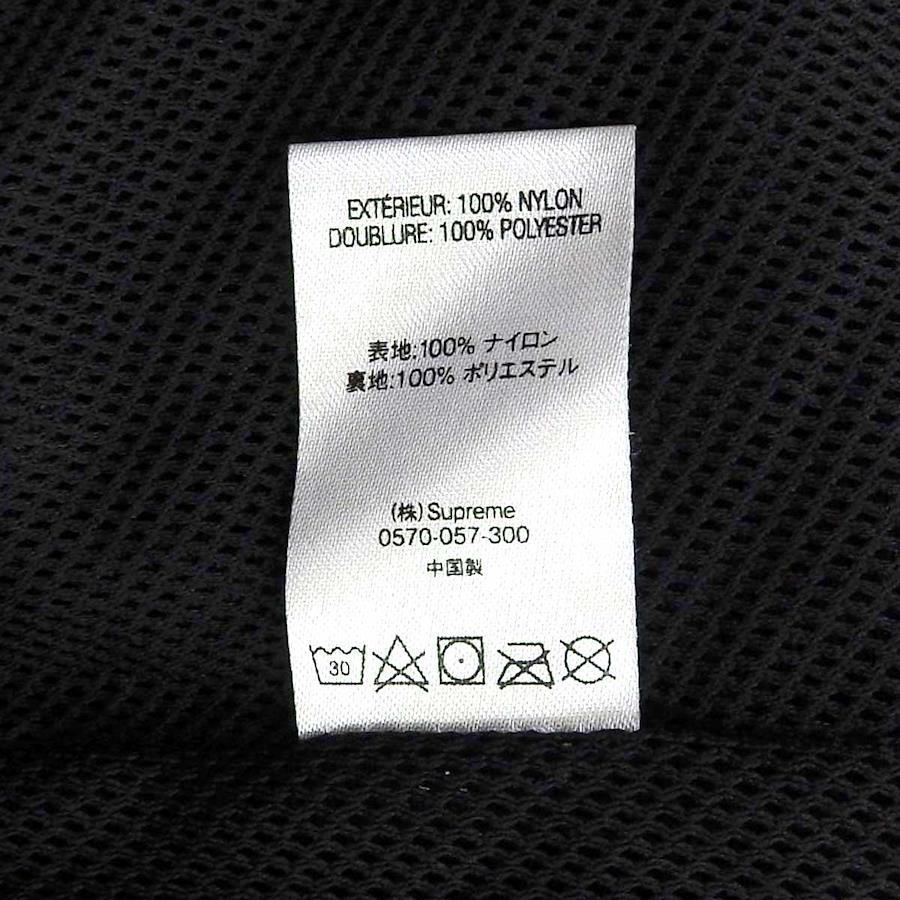 EXTÉRIEUR: 100% NYLON
DOUBLURE: 100% POLYESTER
表地:100% ナイロン
裏地:100% ポリエステル
(株)Supreme
0570-057-300
中国製
30